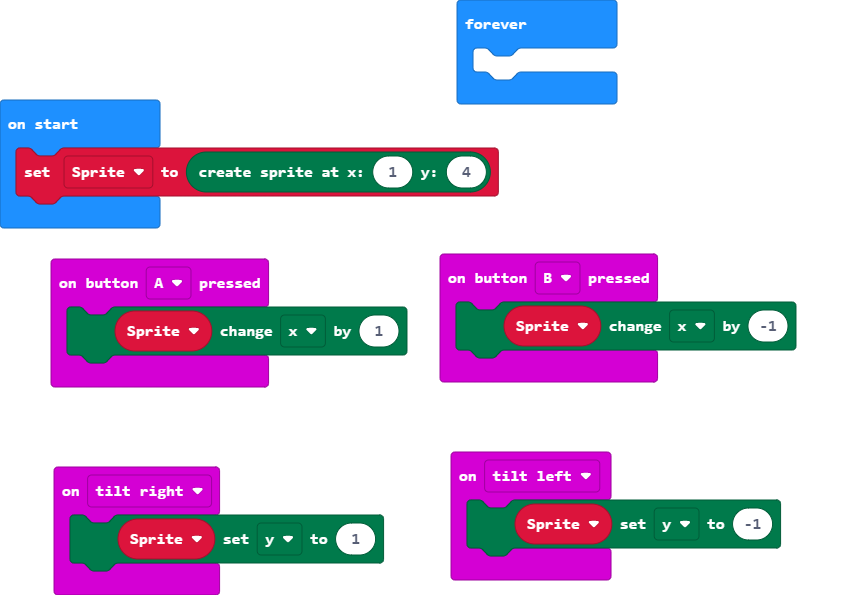 forever
on start
set Sprite to create sprite at x: 1 y: 4
on button A pressed
Sprite change x by 1
on button B pressed
Sprite change x by -1
on tilt right
Sprite set y to 1
on tilt left
Sprite set y to -1